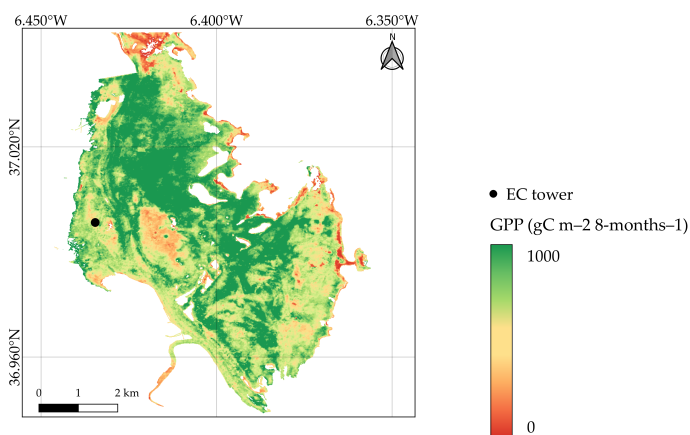 6.450°W 6.400°W 6.350°W
N
37.020°N
36.960°N
0 1 2 km
EC tower
GPP (gC m–2 8-months–1)
1000
0